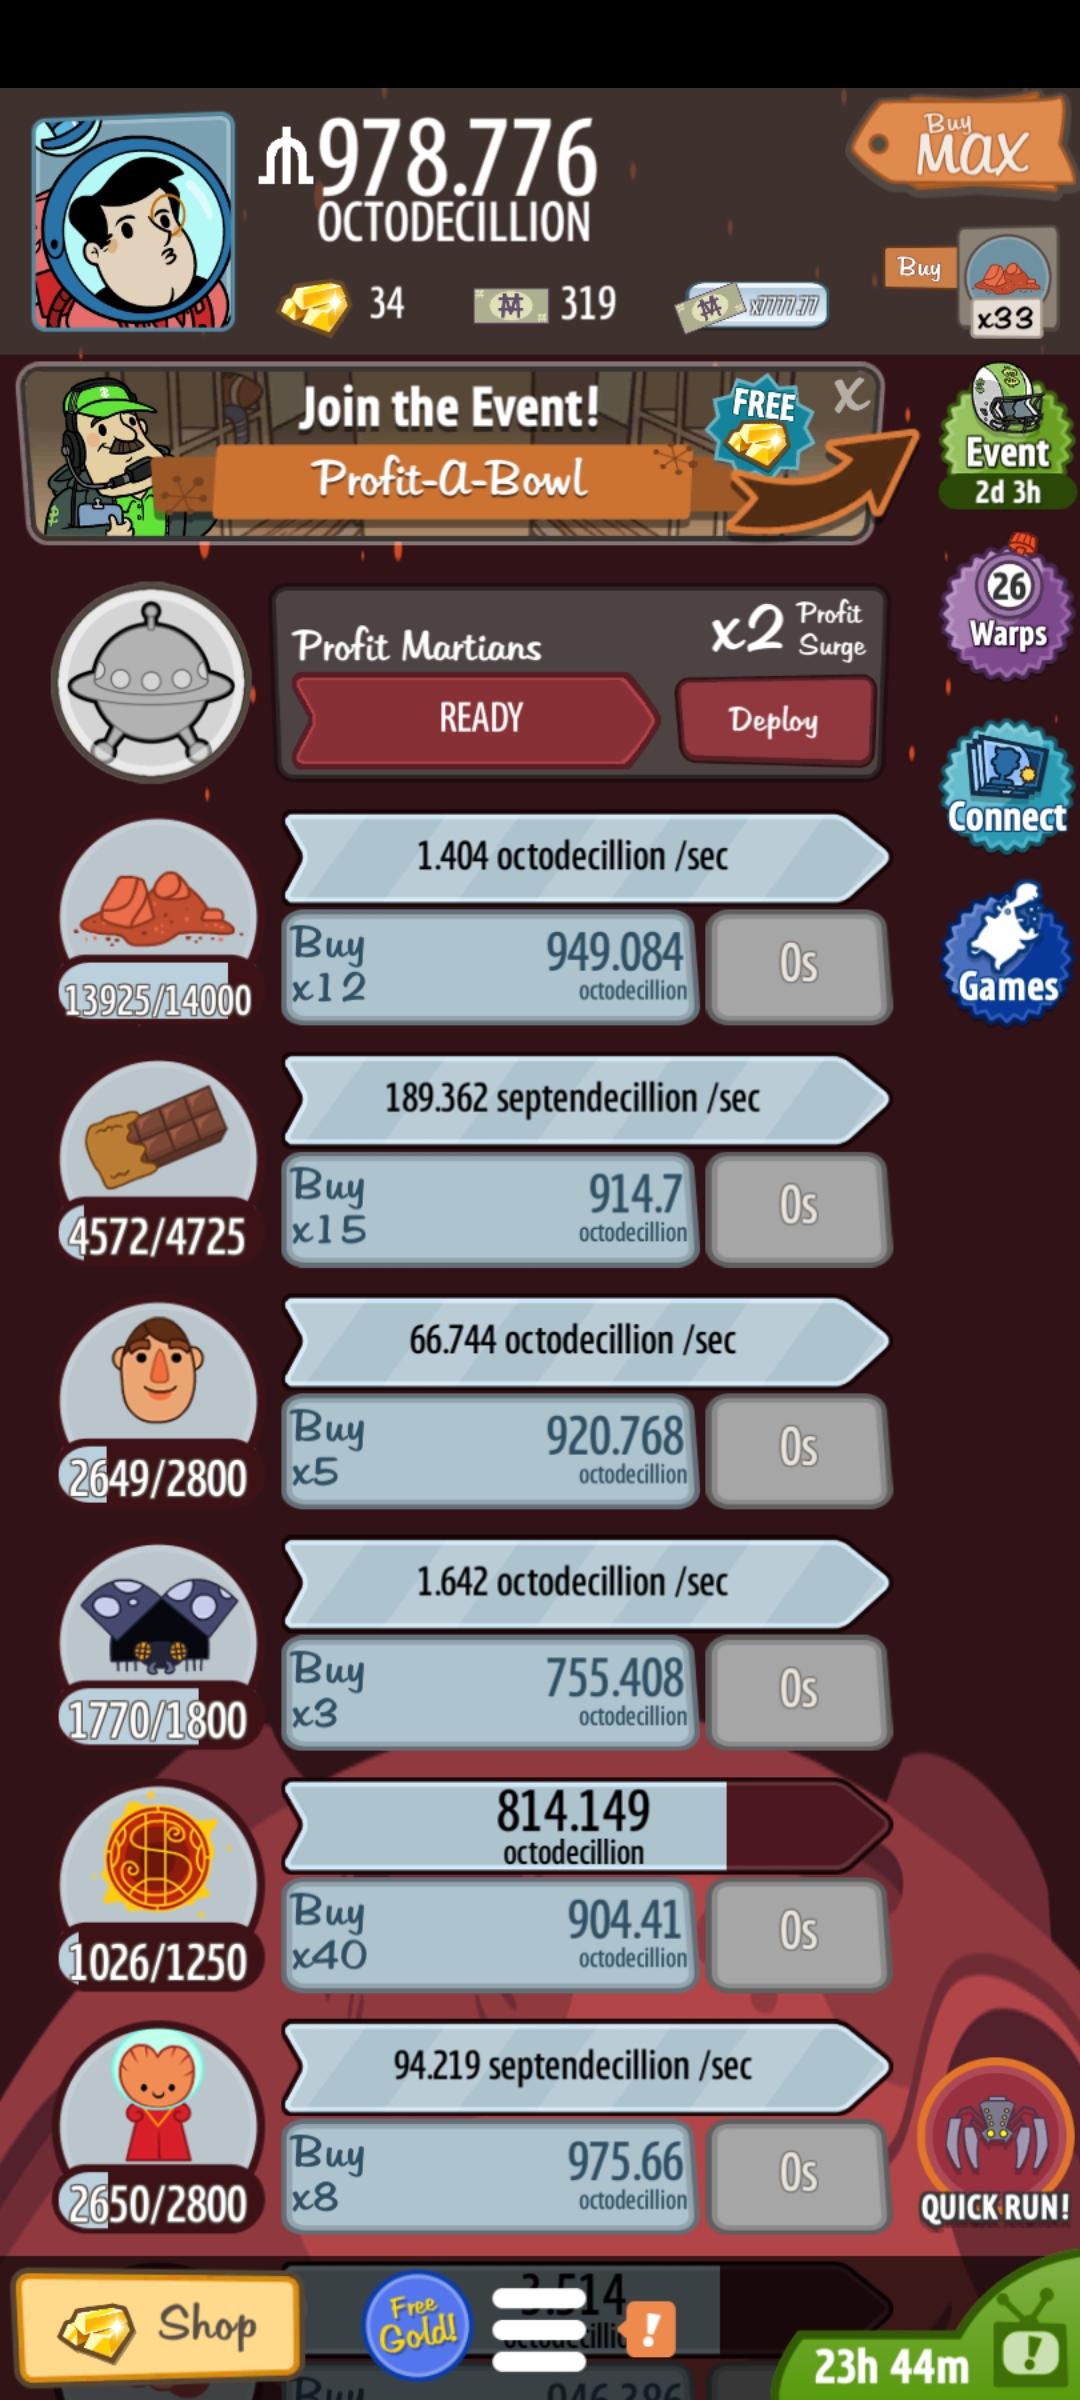 978.776
OCTODECILLION
Buy
MAX
34
319
x7777.77
Buy
x33
Join the Event!
FREE
X
Profit-A-Bowl
Event
2d 3h
Profit Martians
x2 Profit Surge
READY
Deploy
26
Warps
Connect
Games
1.404 octodecillion /sec
13925/14000
Buy x12
949.084
octodecillion
0s
189.362 septendecillion /sec
4572/4725
Buy x15
914.7
octodecillion
0s
66.744 octodecillion /sec
2649/2800
Buy x5
920.768
octodecillion
0s
1.642 octodecillion /sec
1770/1800
Buy x3
755.408
octodecillion
0s
814.149
octodecillion
1026/1250
Buy x40
904.41
octodecillion
0s
94.219 septendecillion /sec
2650/2800
Buy x8
975.66
octodecillion
0s
QUICK RUN!
Shop
Free Gold!
3.514
!
23h 44m
!
Buy
946.386